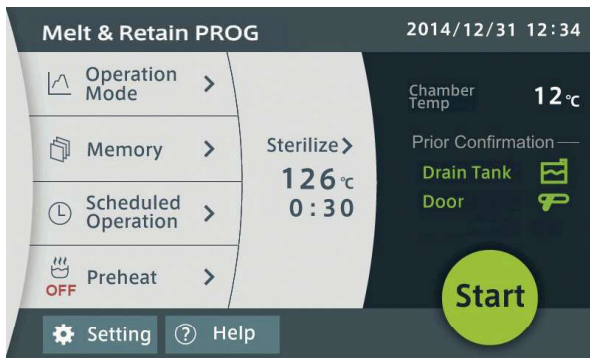 Melt & Retain PROG
2014/12/31 12:34
Operation
Mode
Memory
Scheduled
Operation
OFF
Preheat
Sterilize
126℃
0:30
Chamber
Temp
12℃
Prior Confirmation
Drain Tank
Door
Start
Setting
? Help